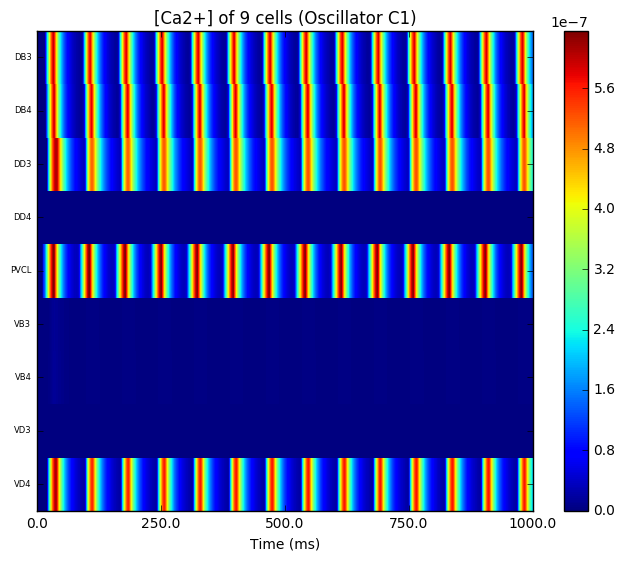 [Ca2+] of 9 cells (Oscillator C1)
1e−7
DB3
DB4
DD3
DD4
PVCL
VB3
VB4
VD3
VD4
5.6
4.8
4.0
3.2
2.4
1.6
0.8
0.0
0.0 250.0 500.0 750.0 1000.0
Time (ms)